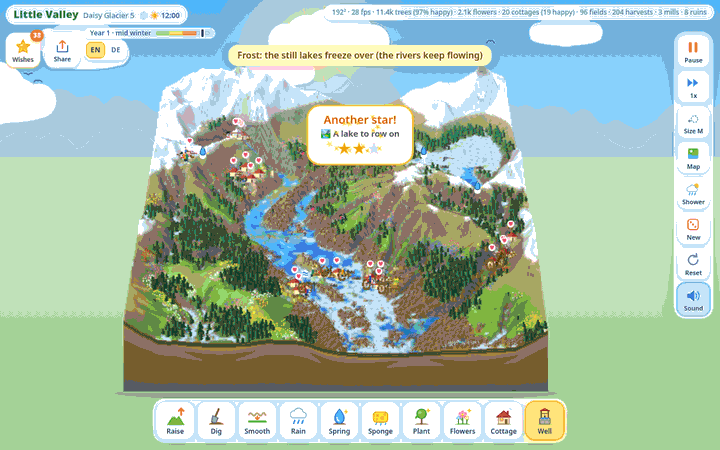 Little Valley Daisy Glacier 5 12:00
192² · 28 fps · 11.4k trees (97% happy) · 2.1k flowers · 20 cottages (19 happy) · 96 fields · 204 harvests · 3 mills · 8 ruins
38
Wishes
Share
Year 1 · mid winter
EN DE
Frost: the still lakes freeze over (the rivers keep flowing)
Another star!
A lake to row on
Pause
1x
Size M
Map
Shower
New
Reset
Sound
Raise Dig Smooth Rain Spring Sponge Plant Flowers Cottage Well